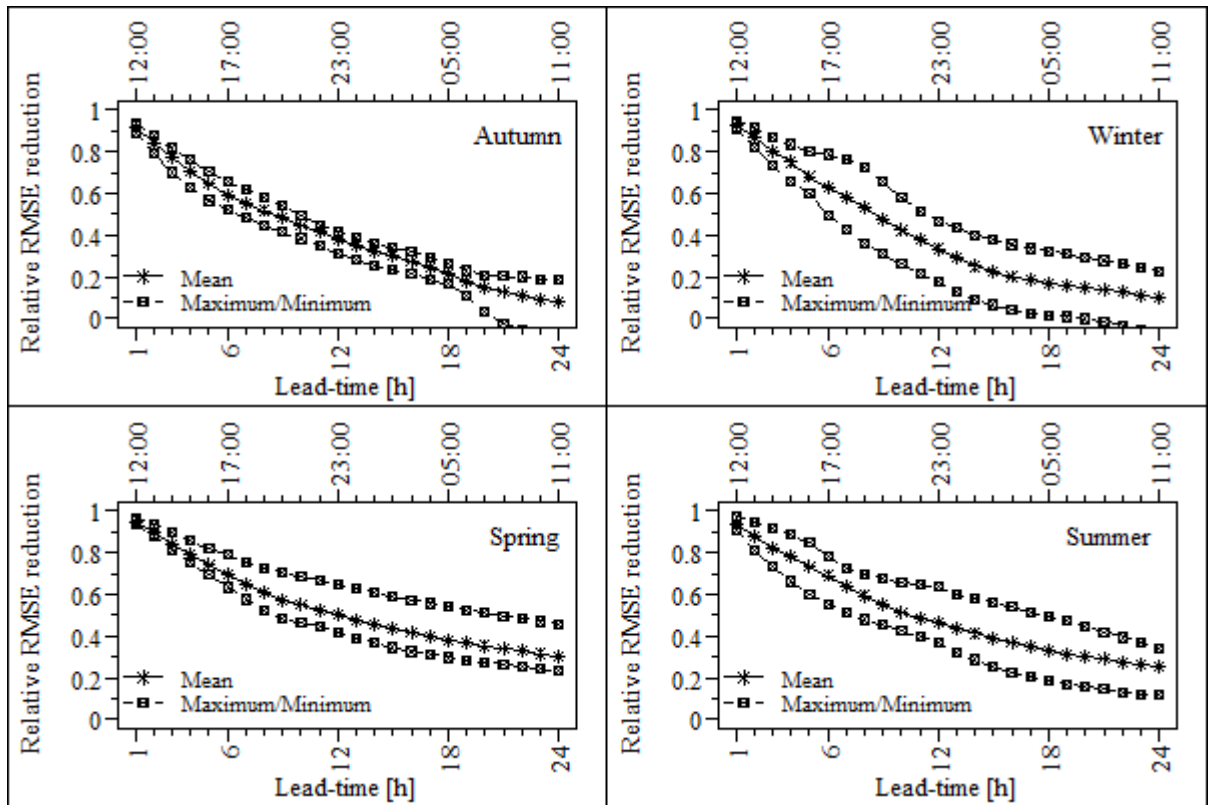 12:00 17:00 23:00 05:00 11:00
Relative RMSE reduction
1
0.8
0.6
0.4
0.2
0
Autumn
Mean
Maximum/Minimum
1 6 12 18 24
Lead-time [h]
12:00 17:00 23:00 05:00 11:00
Relative RMSE reduction
1
0.8
0.6
0.4
0.2
0
Winter
Mean
Maximum/Minimum
1 6 12 18 24
Lead-time [h]
12:00 17:00 23:00 05:00 11:00
Relative RMSE reduction
1
0.8
0.6
0.4
0.2
0
Spring
Mean
Maximum/Minimum
1 6 12 18 24
Lead-time [h]
12:00 17:00 23:00 05:00 11:00
Relative RMSE reduction
1
0.8
0.6
0.4
0.2
0
Summer
Mean
Maximum/Minimum
1 6 12 18 24
Lead-time [h]